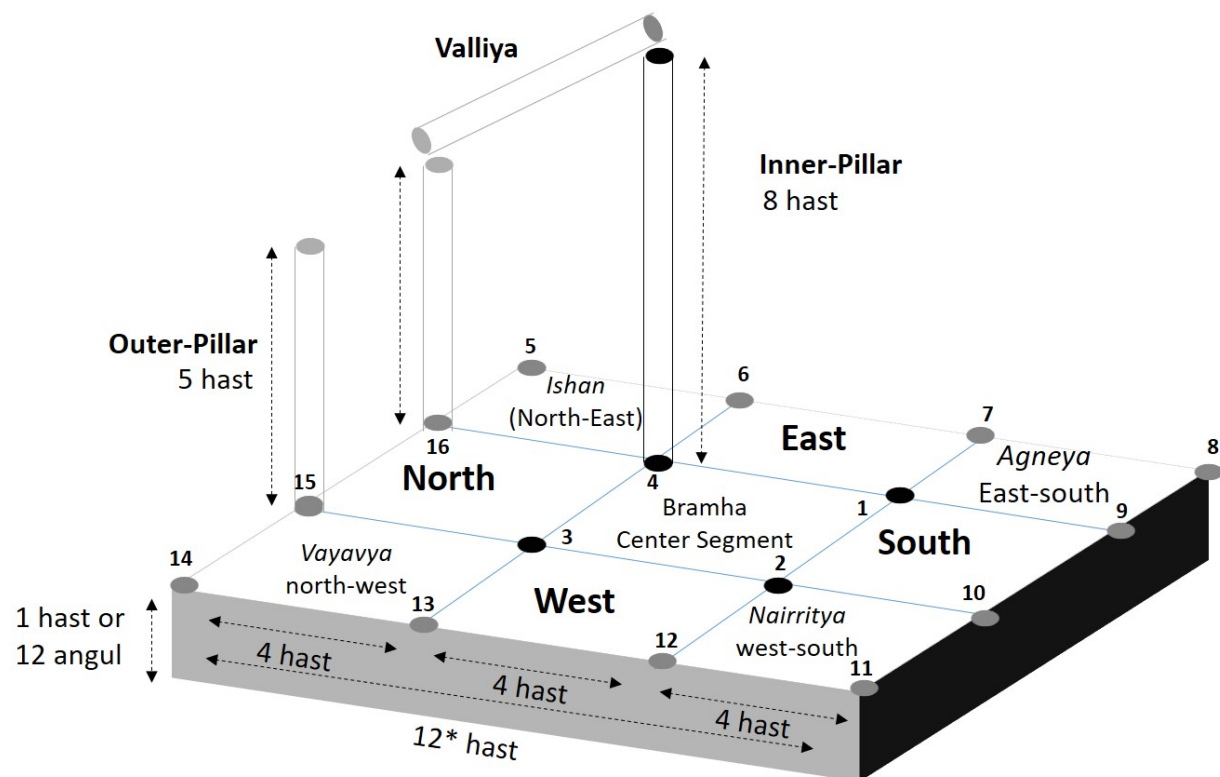 Valliya
Inner-Pillar
8 hast
Outer-Pillar
5 hast
5
Ishan
(North-East)
6
East
7
Agneya
East-south
8
16
North
4
Bramha
Center Segment
1
South
9
15
3
2
10
14
Vayavya
north-west
13
West
12
Nairritya
west-south
11
1 hast or
12 angul
4 hast
4 hast
4 hast
12* hast